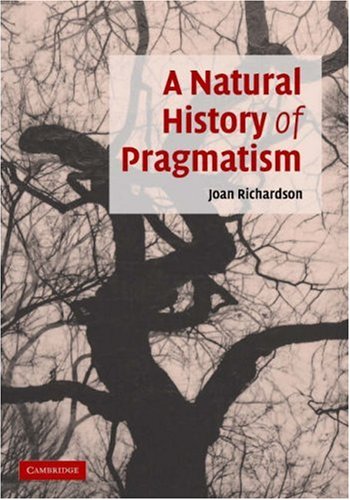 A Natural
History of
Pragmatism
Joan Richardson
CAMBRIDGE